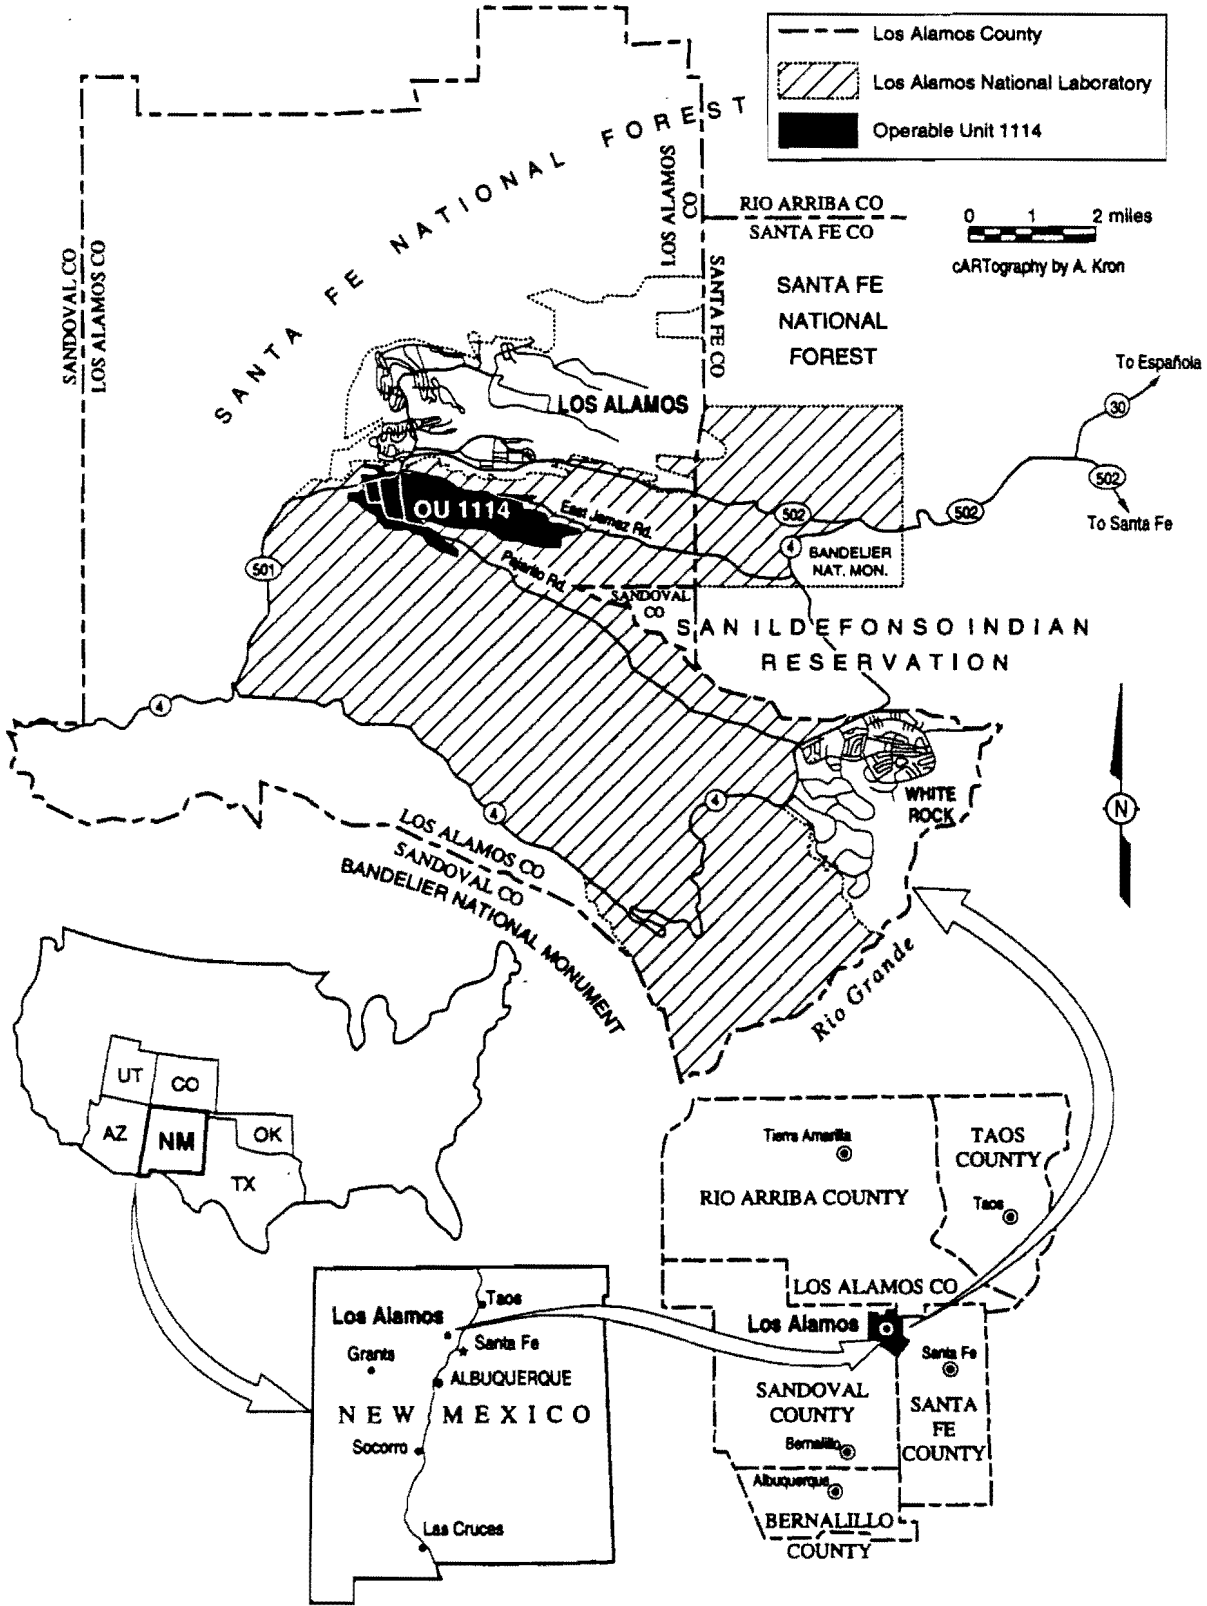 Los Alamos County
Los Alamos National Laboratory
Operable Unit 1114
SANTA FE NATIONAL FOREST
LOS ALAMOS
CO
RIO ARRIBA CO
SANTA FE CO
0 1 2 miles
cARTography by A. Kron
SANDOVAL CO
LOS ALAMOS CO
SANTA FE CO
SANTA FE
NATIONAL
FOREST
To Española
30
LOS ALAMOS
502
To Santa Fe
OU 1114
East Jemez Rd.
502
502
4
BANDELIER
NAT. MON.
501
Pajarito Rd.
SANDOVAL
CO
SAN ILDEFONSO INDIAN
RESERVATION
4
4
4
WHITE
ROCK
N
LOS ALAMOS CO
SANDOVAL CO
BANDELIER NATIONAL MONUMENT
Rio Grande
UT
CO
AZ
NM
OK
TX
Tierra Amarilla
TAOS
COUNTY
RIO ARRIBA COUNTY
Taos
LOS ALAMOS CO
Los Alamos
Santa Fe
SANDOVAL
COUNTY
SANTA
FE
COUNTY
Bernalillo
Albuquerque
BERNALILLO
COUNTY
Taos
Los Alamos
Santa Fe
Grants
ALBUQUERQUE
NEW MEXICO
Socorro
Las Cruces